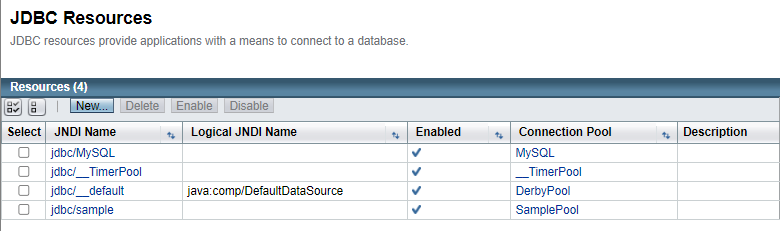 JDBC Resources
JDBC resources provide applications with a means to connect to a database.
Resources (4)
New... Delete Enable Disable
Select JNDI Name Logical JNDI Name Enabled Connection Pool Description
jdbc/MySQL MySQL
jdbc/__TimerPool __TimerPool
jdbc/__default java:comp/DefaultDataSource DerbyPool
jdbc/sample SamplePool